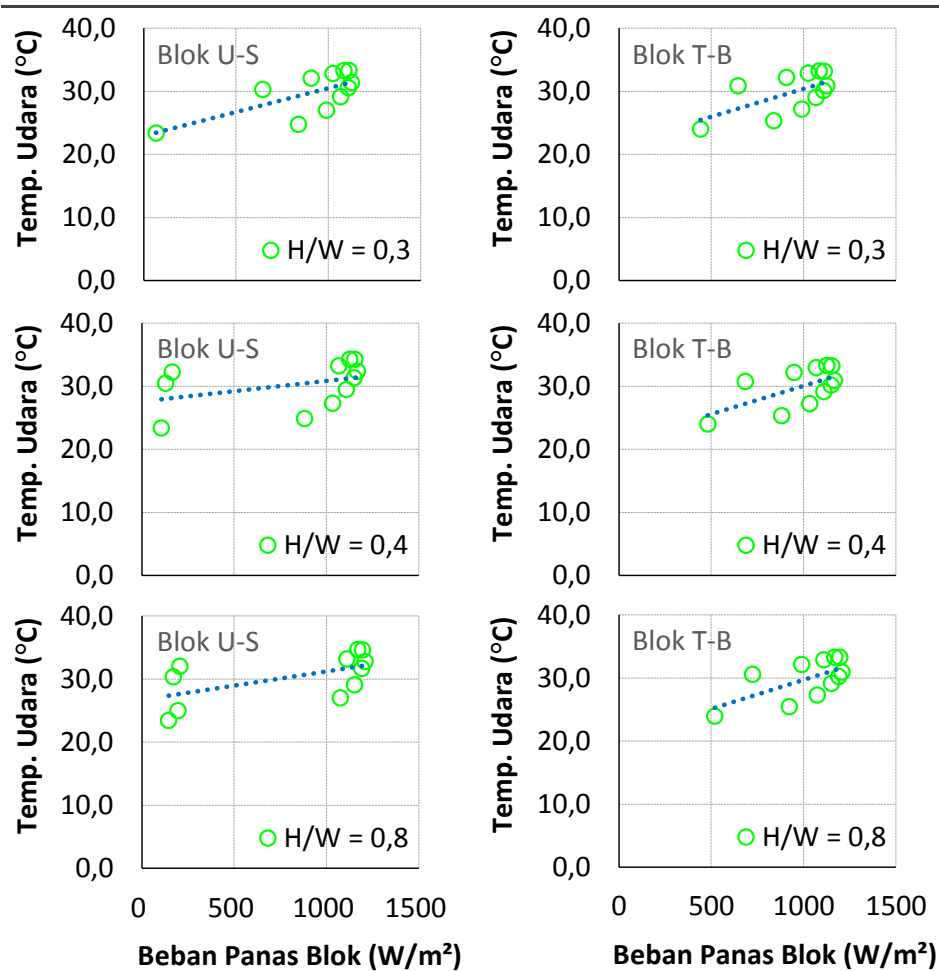 Temp. Udara (°C)
40,0
30,0
20,0
10,0
0,0
Blok U-S
H/W = 0,3
Temp. Udara (°C)
40,0
30,0
20,0
10,0
0,0
Blok T-B
H/W = 0,3
Temp. Udara (°C)
40,0
30,0
20,0
10,0
0,0
Blok U-S
H/W = 0,4
Temp. Udara (°C)
40,0
30,0
20,0
10,0
0,0
Blok T-B
H/W = 0,4
Temp. Udara (°C)
40,0
30,0
20,0
10,0
0,0
Blok U-S
H/W = 0,8
0 500 1000 1500
Beban Panas Blok (W/m²)
Temp. Udara (°C)
40,0
30,0
20,0
10,0
0,0
Blok T-B
H/W = 0,8
0 500 1000 1500
Beban Panas Blok (W/m²)